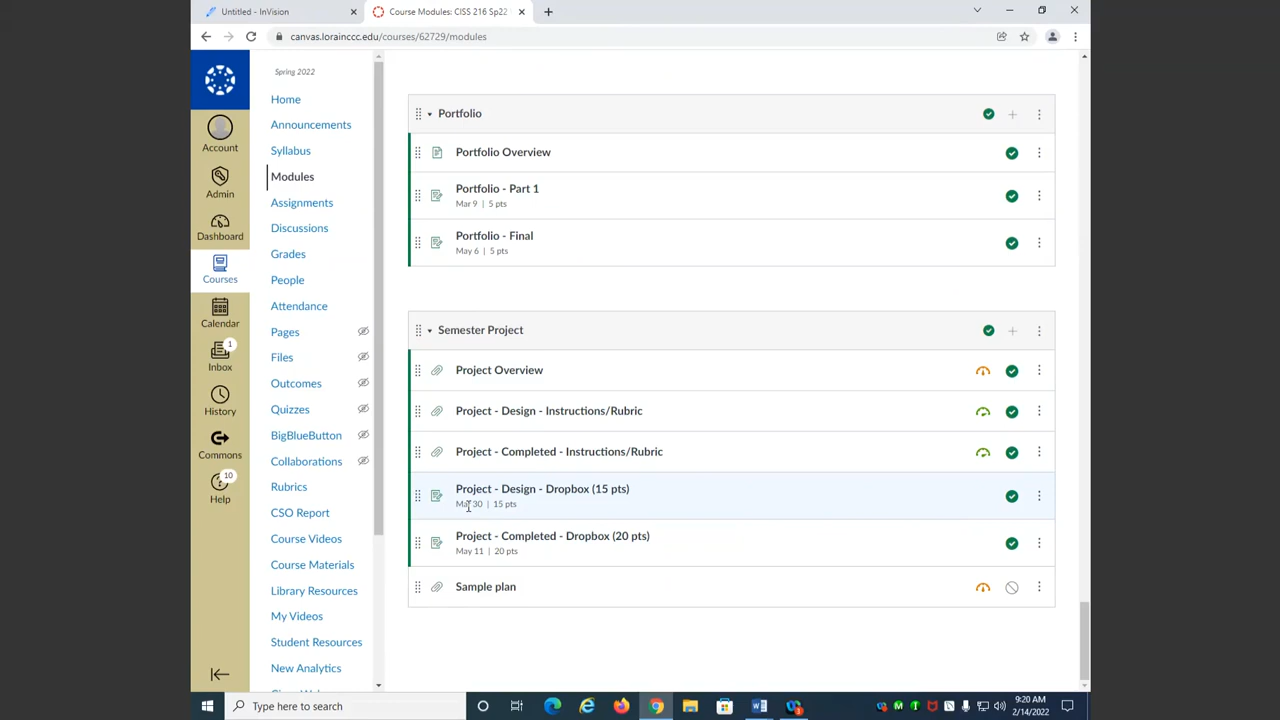 Untitled - InVision
Course Modules: CISS 216 Sp22
canvas.lorainccc.edu/courses/62729/modules
Account
Admin
Dashboard
Courses
Calendar
1
Inbox
History
Commons
10
Help
Spring 2022
Home
Announcements
Syllabus
Modules
Assignments
Discussions
Grades
People
Attendance
Pages
Files
Outcomes
Quizzes
BigBlueButton
Collaborations
Rubrics
CSO Report
Course Videos
Course Materials
Library Resources
My Videos
Student Resources
New Analytics
Portfolio
Portfolio Overview
Portfolio - Part 1
Mar 9 | 5 pts
Portfolio - Final
May 6 | 5 pts
Semester Project
Project Overview
Project - Design - Instructions/Rubric
Project - Completed - Instructions/Rubric
Project - Design - Dropbox (15 pts)
30 | 15 pts
Project - Completed - Dropbox (20 pts)
May 11 | 20 pts
Sample plan
Type here to search
9:20 AM
2/14/2022